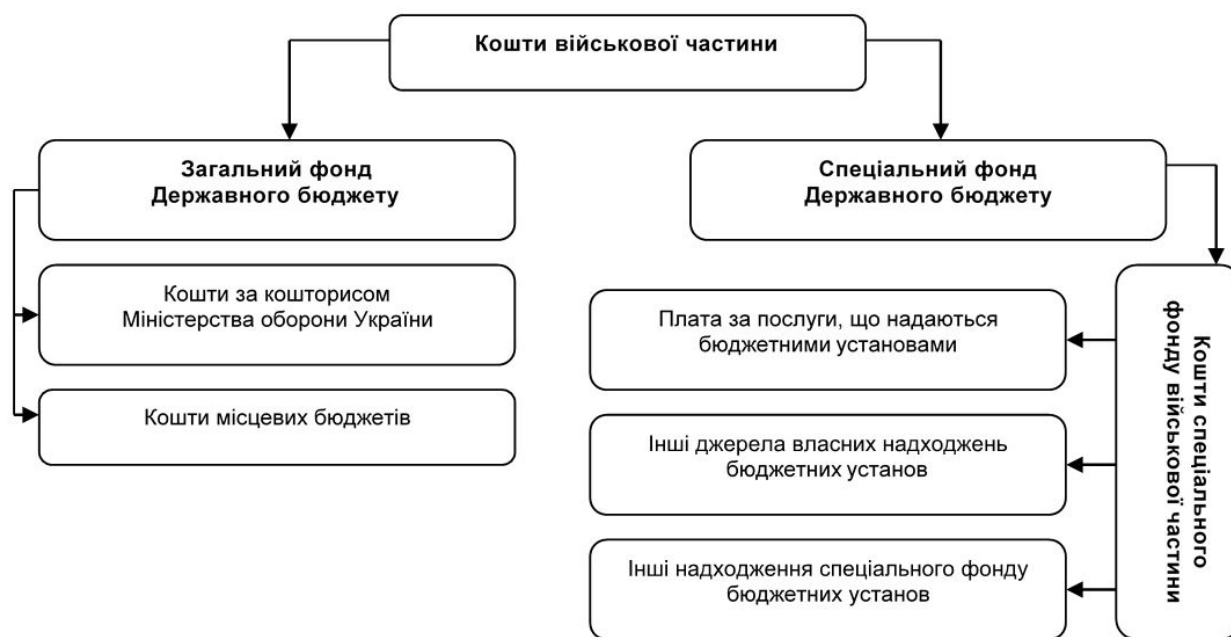 Кошти військової частини
Загальний фонд
Державного бюджету
Спеціальний фонд
Державного бюджету
Кошти за кошторисом
Міністерства оборони України
Кошти місцевих бюджетів
Плата за послуги, що надаються
бюджетними установами
Інші джерела власних надходжень
бюджетних установ
Інші надходження спеціального фонду
бюджетних установ
Кошти спеціального
фонду військової частини